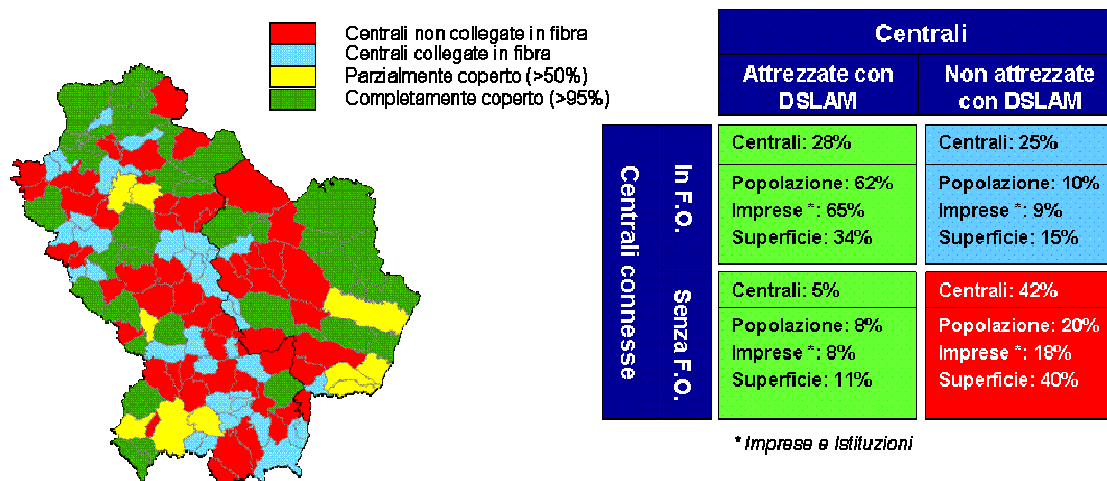 Centrali non collegate in fibra
Centrali collegate in fibra
Parzialmente coperto (>50%)
Completamente coperto (>95%)
Centrali
Attrezzate con
DSLAM
Non attrezzate
con DSLAM
Centrali connesse
In F.O.
Centrali: 28%
Popolazione: 62%
Imprese *: 65%
Superficie: 34%
Centrali: 25%
Popolazione: 10%
Imprese *: 9%
Superficie: 15%
Senza F.O.
Centrali: 5%
Popolazione: 8%
Imprese *: 8%
Superficie: 11%
Centrali: 42%
Popolazione: 20%
Imprese *: 18%
Superficie: 40%
* Imprese e Istituzioni